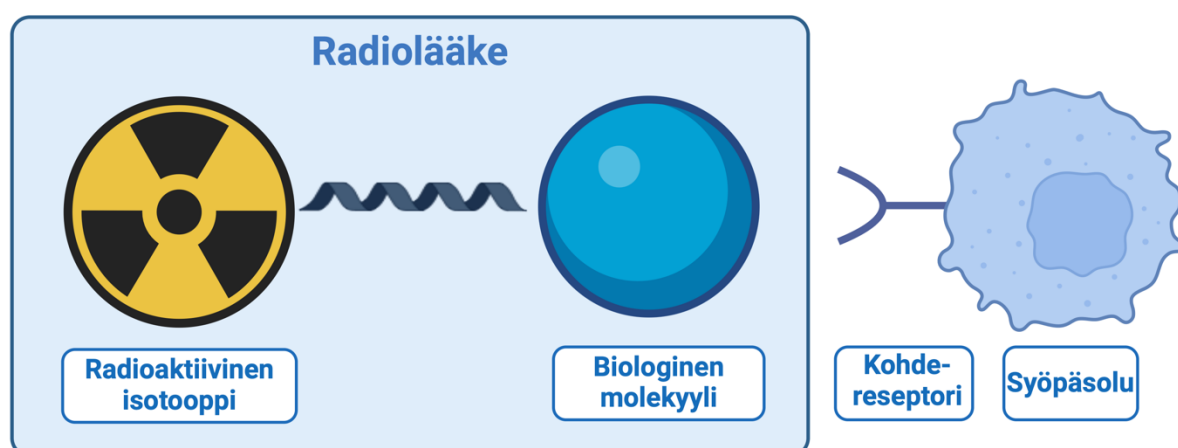 Radiolääke
Radioaktiivinen
isotooppi
Biologinen
molekyyli
Kohde-
reseptori
Syöpäsolu